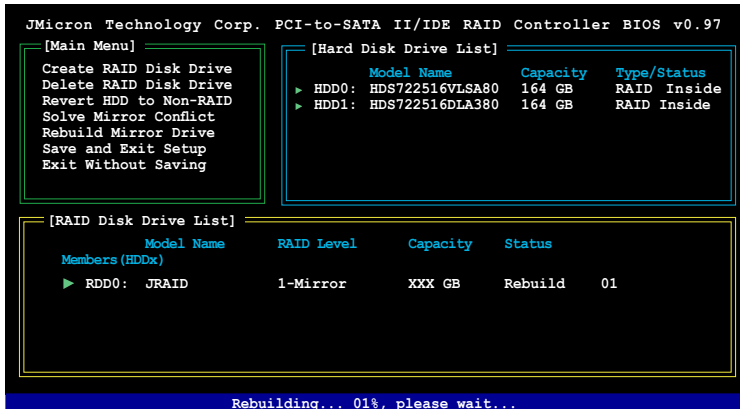 JMicron Technology Corp. PCI-to-SATA II/IDE RAID Controller BIOS v0.97
[Main Menu]
Create RAID Disk Drive
Delete RAID Disk Drive
Revert HDD to Non-RAID
Solve Mirror Conflict
Rebuild Mirror Drive
Save and Exit Setup
Exit Without Saving
[Hard Disk Drive List]
Model Name Capacity Type/Status
HDD0: HDS722516VLSA80 164 GB RAID Inside
HDD1: HDS722516DLA380 164 GB RAID Inside
[RAID Disk Drive List]
Model Name RAID Level Capacity Status
Members(HDDx)
RDD0: JRAID 1-Mirror XXX GB Rebuild 01
Rebuilding... 01%, please wait...